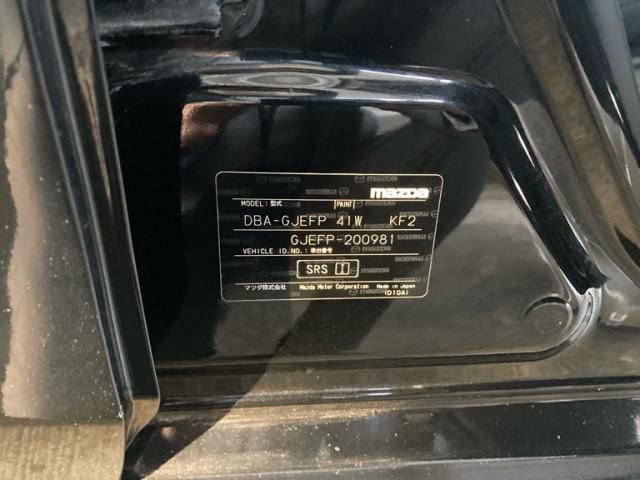 mazda
MODEL: 型式 PAINT
DBA-GJEFP 41W KF2
GJEFP-200981
VEHICLE ID.NO.: 車台番号
SRS
マツダ株式会社 Mazda Motor Corporation Made in Japan
(D10A)